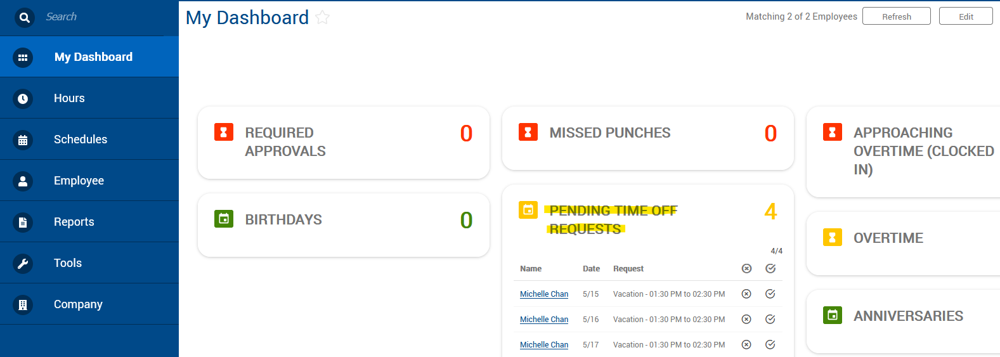 Search
My Dashboard
Hours
Schedules
Employee
Reports
Tools
Company
My Dashboard
Matching 2 of 2 Employees
Refresh
Edit
REQUIRED
APPROVALS
0
BIRTHDAYS
0
MISSED PUNCHES
0
PENDING TIME OFF
REQUESTS
4
4/4
Name Date Request
Michelle Chan 5/15 Vacation - 01:30 PM to 02:30 PM
Michelle Chan 5/16 Vacation - 01:30 PM to 02:30 PM
Michelle Chan 5/17 Vacation - 01:30 PM to 02:30 PM
APPROACHING
OVERTIME (CLOCKED
IN)
OVERTIME
ANNIVERSARIES